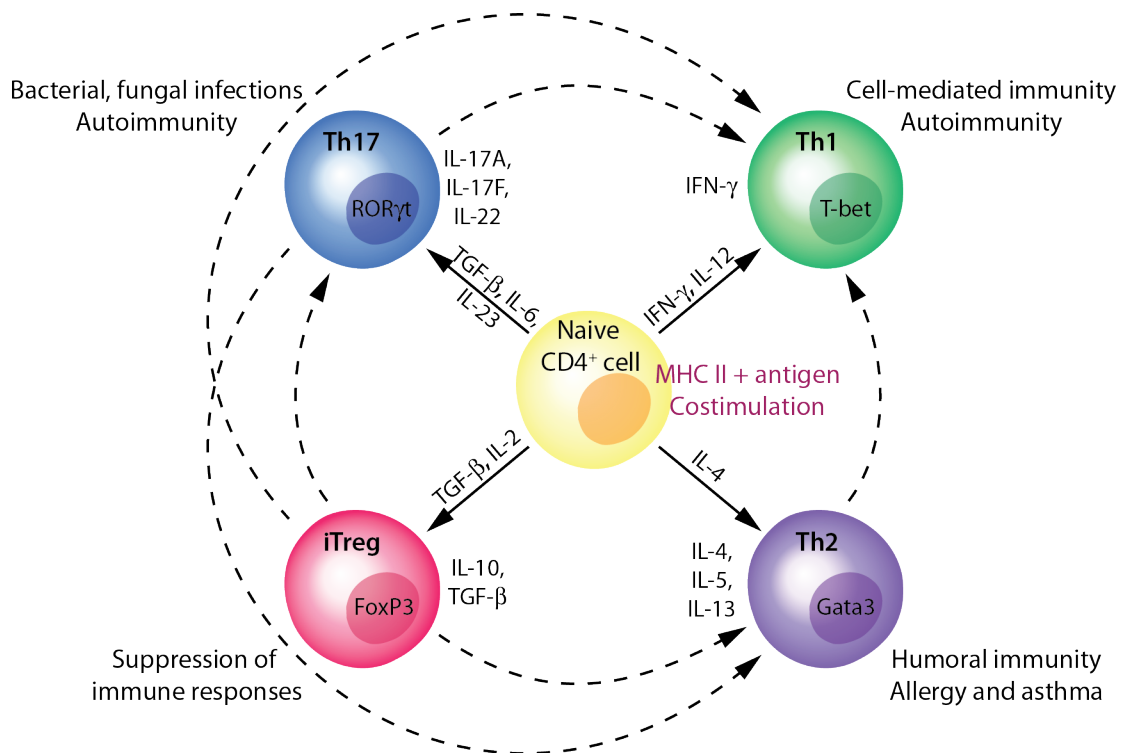 Bacterial, fungal infections
Autoimmunity
Cell-mediated immunity
Autoimmunity
Th17
RORγt
IL-17A,
IL-17F,
IL-22
IFN-γ
Th1
T-bet
TGF-β, IL-6,
IL-23
IFN-γ, IL-12
Naive
CD4⁺ cell
MHC II + antigen
Costimulation
TGF-β, IL-2
IL-4
iTreg
FoxP3
IL-10,
TGF-β
IL-4,
IL-5,
IL-13
Th2
Gata3
Suppression of
immune responses
Humoral immunity
Allergy and asthma